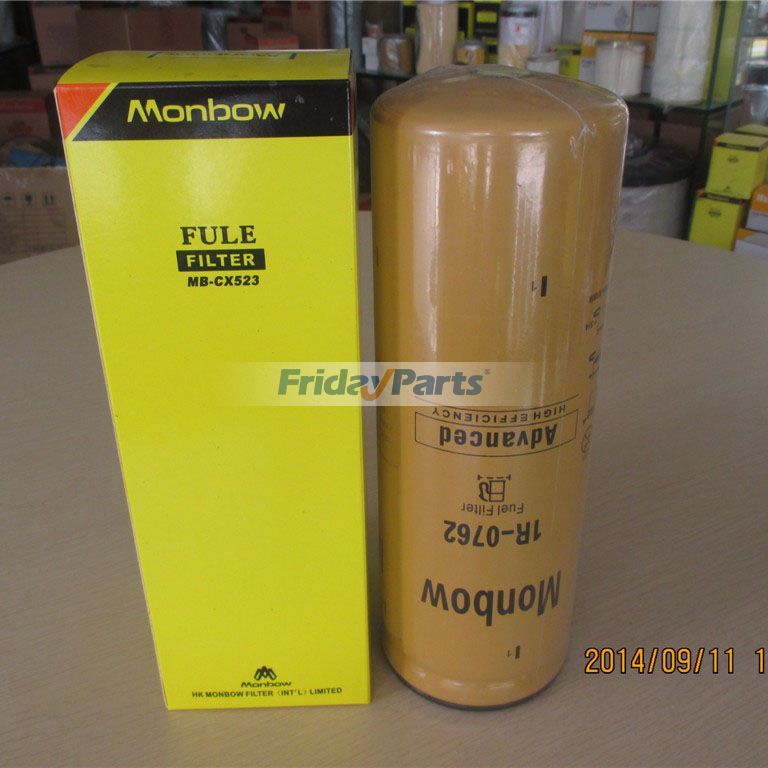 Monbow
FULE
FILTER
MB-CX523
FridayParts®
Advanced
HIGH EFFICIENCY
Fuel Filter
1R-0762
Monbow
Monbow
HK MONBOW FILTER (INT'L) LIMITED
2014/09/11 1